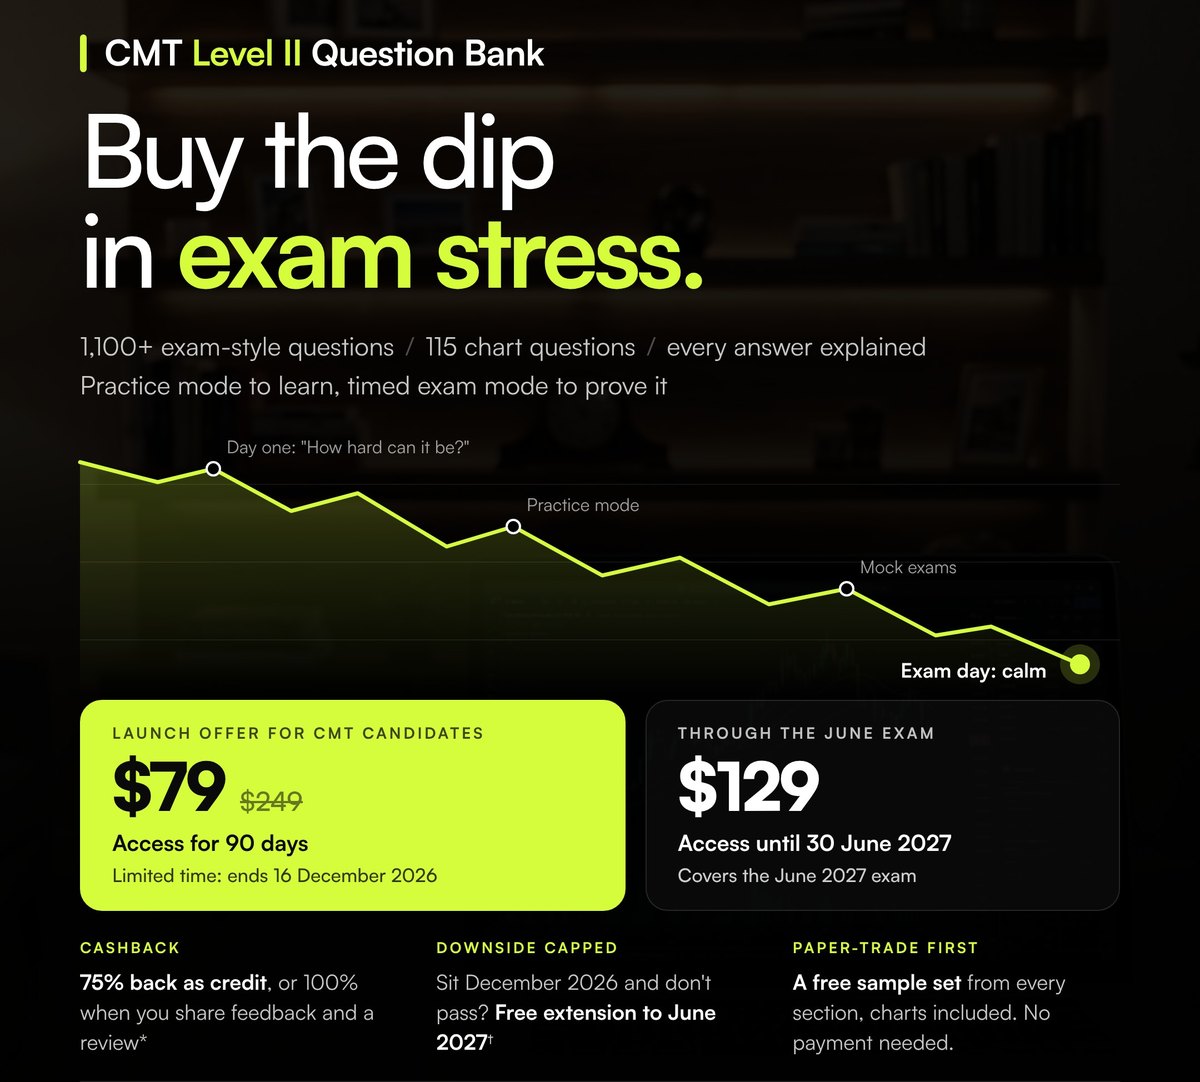 CMT Level II Question Bank
Buy the dip
in exam stress.
1,100+ exam-style questions / 115 chart questions / every answer explained
Practice mode to learn, timed exam mode to prove it
Day one: "How hard can it be?"
Practice mode
Mock exams
Exam day: calm
LAUNCH OFFER FOR CMT CANDIDATES
$79 $249
Access for 90 days
Limited time: ends 16 December 2026
THROUGH THE JUNE EXAM
$129
Access until 30 June 2027
Covers the June 2027 exam
CASHBACK
75% back as credit, or 100%
when you share feedback and a
review*
DOWNSIDE CAPPED
Sit December 2026 and don't
pass? Free extension to June
2027†
PAPER-TRADE FIRST
A free sample set from every
section, charts included. No
payment needed.